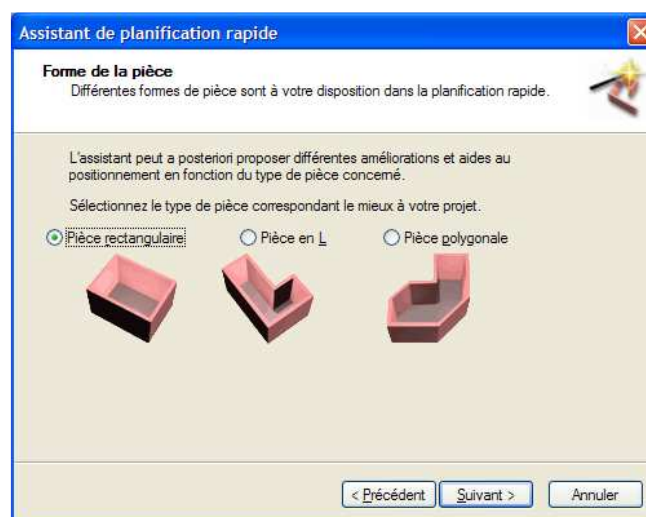 Assistant de planification rapide
Forme de la pièce
Différentes formes de pièce sont à votre disposition dans la planification rapide.
L'assistant peut a posteriori proposer différentes améliorations et aides au
positionnement en fonction du type de pièce concerné.
Sélectionnez le type de pièce correspondant le mieux à votre projet.
Pièce rectangulaire Pièce en L Pièce polygonale
< Précédent Suivant > Annuler